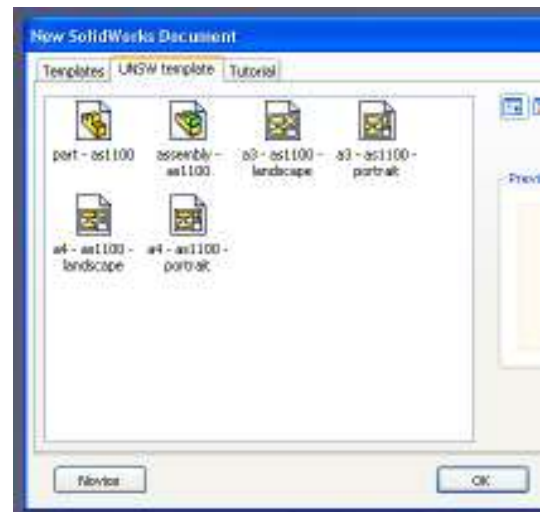 New SolidWorks Document
Templates UNSW template Tutorial
part - as1100
assembly -
as1100
a3 - as1100 -
landscape
a3 - as1100 -
portrait
a4 - as1100 -
landscape
a4 - as1100 -
portrait
Previ
Novice
OK